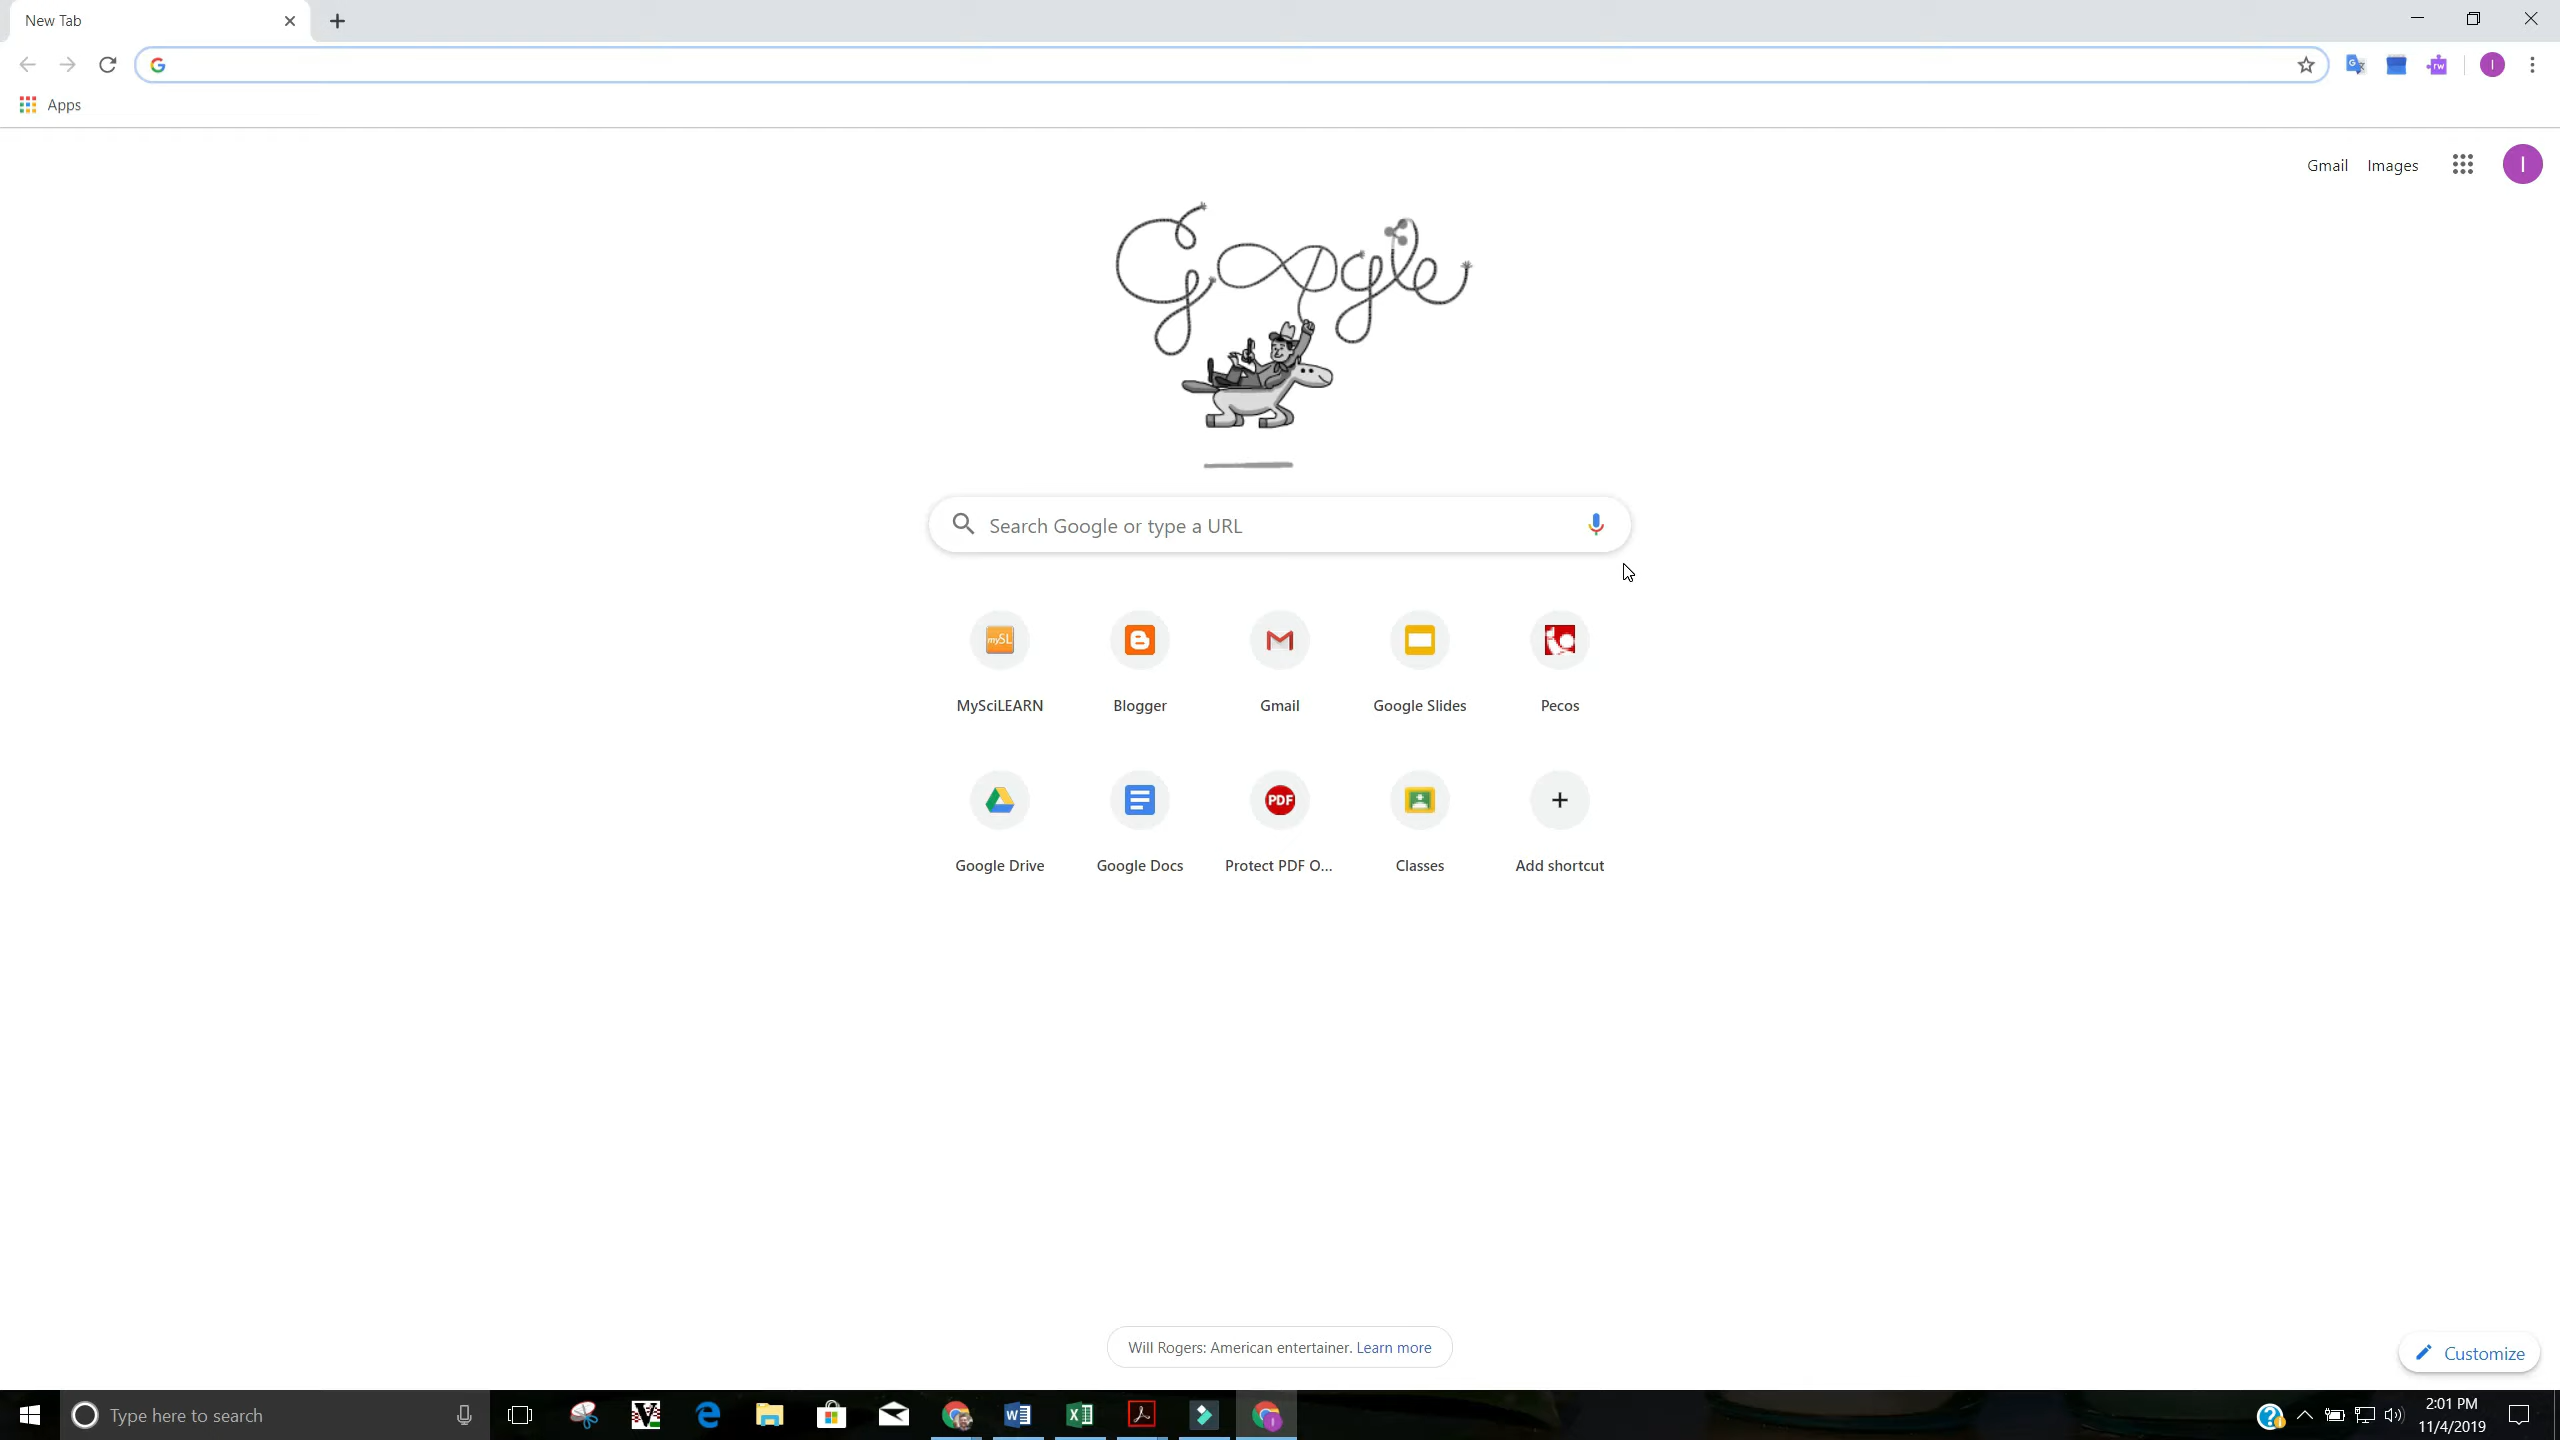 New Tab
Apps
Gmail Images
I
Google
Search Google or type a URL
mySL
MySciLEARN Blogger Gmail Google Slides Pecos
PDF
Google Drive Google Docs Protect PDF O... Classes Add shortcut
Will Rogers: American entertainer. Learn more
Customize
Type here to search
2:01 PM
11/4/2019